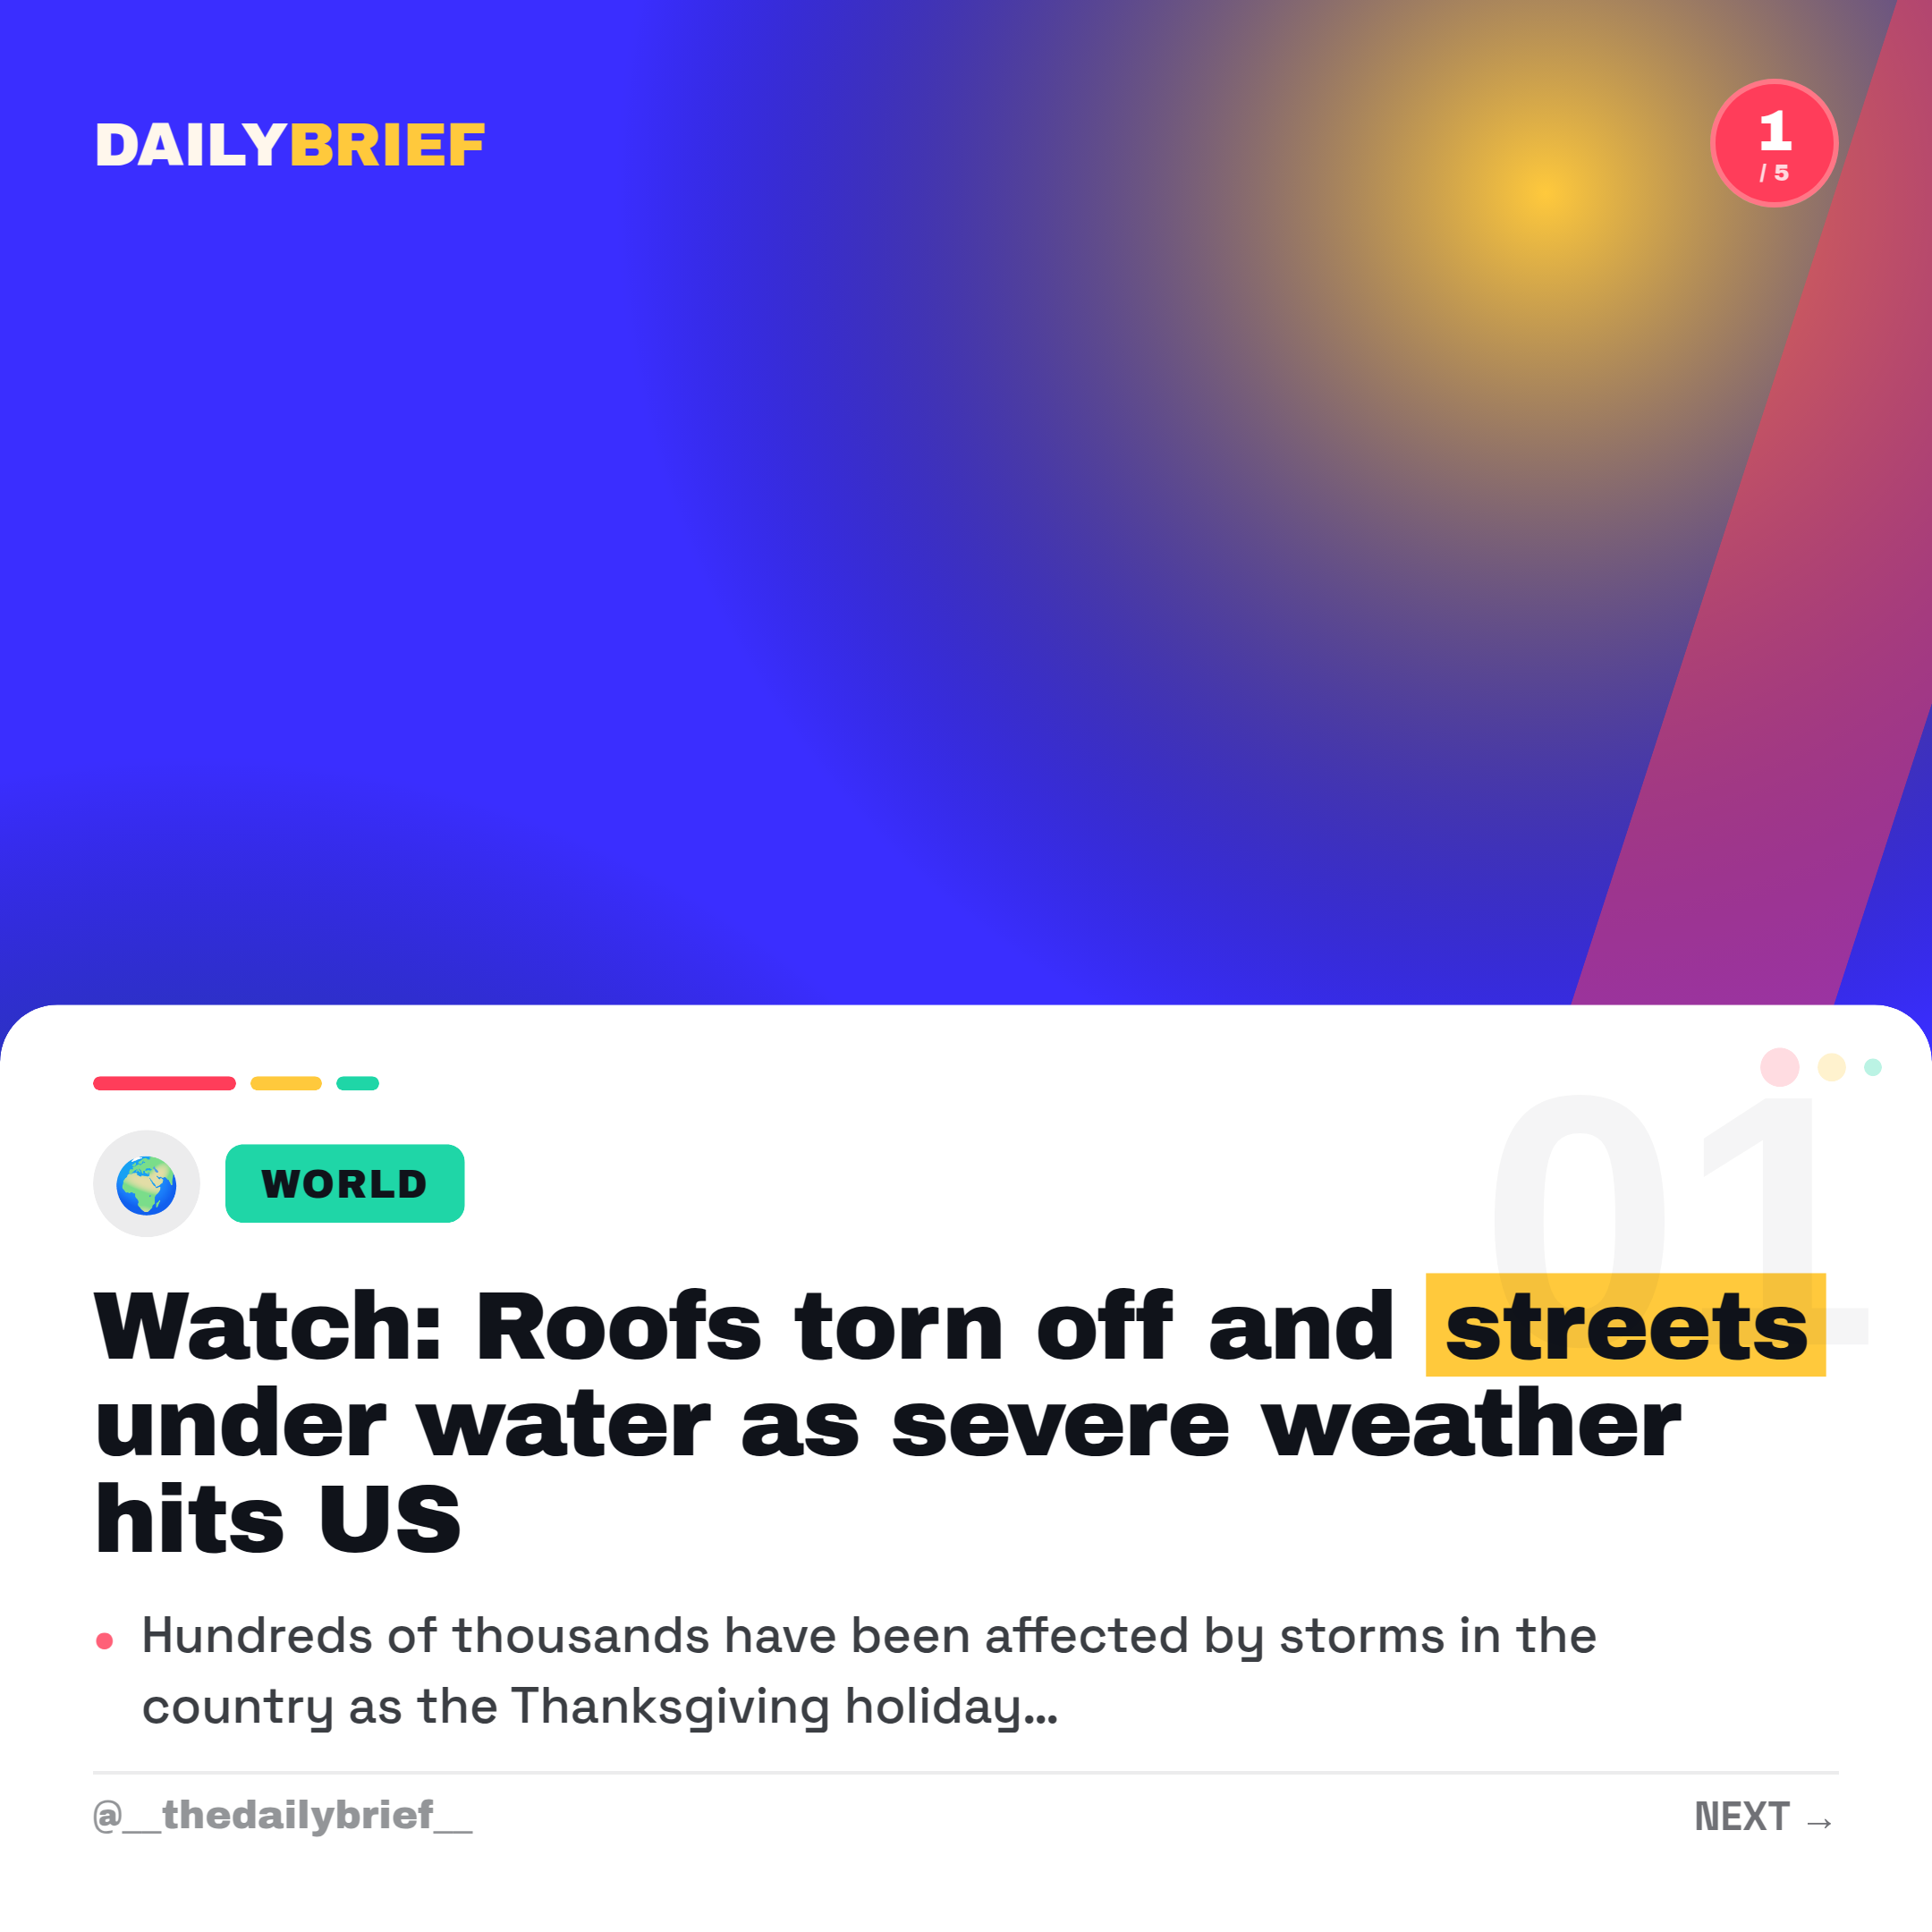 DAILYBRIEF
1
/ 5
01
🌍 WORLD
Watch: Roofs torn off and streets
under water as severe weather
hits US
• Hundreds of thousands have been affected by storms in the
country as the Thanksgiving holiday...
@__thedailybrief__
NEXT →